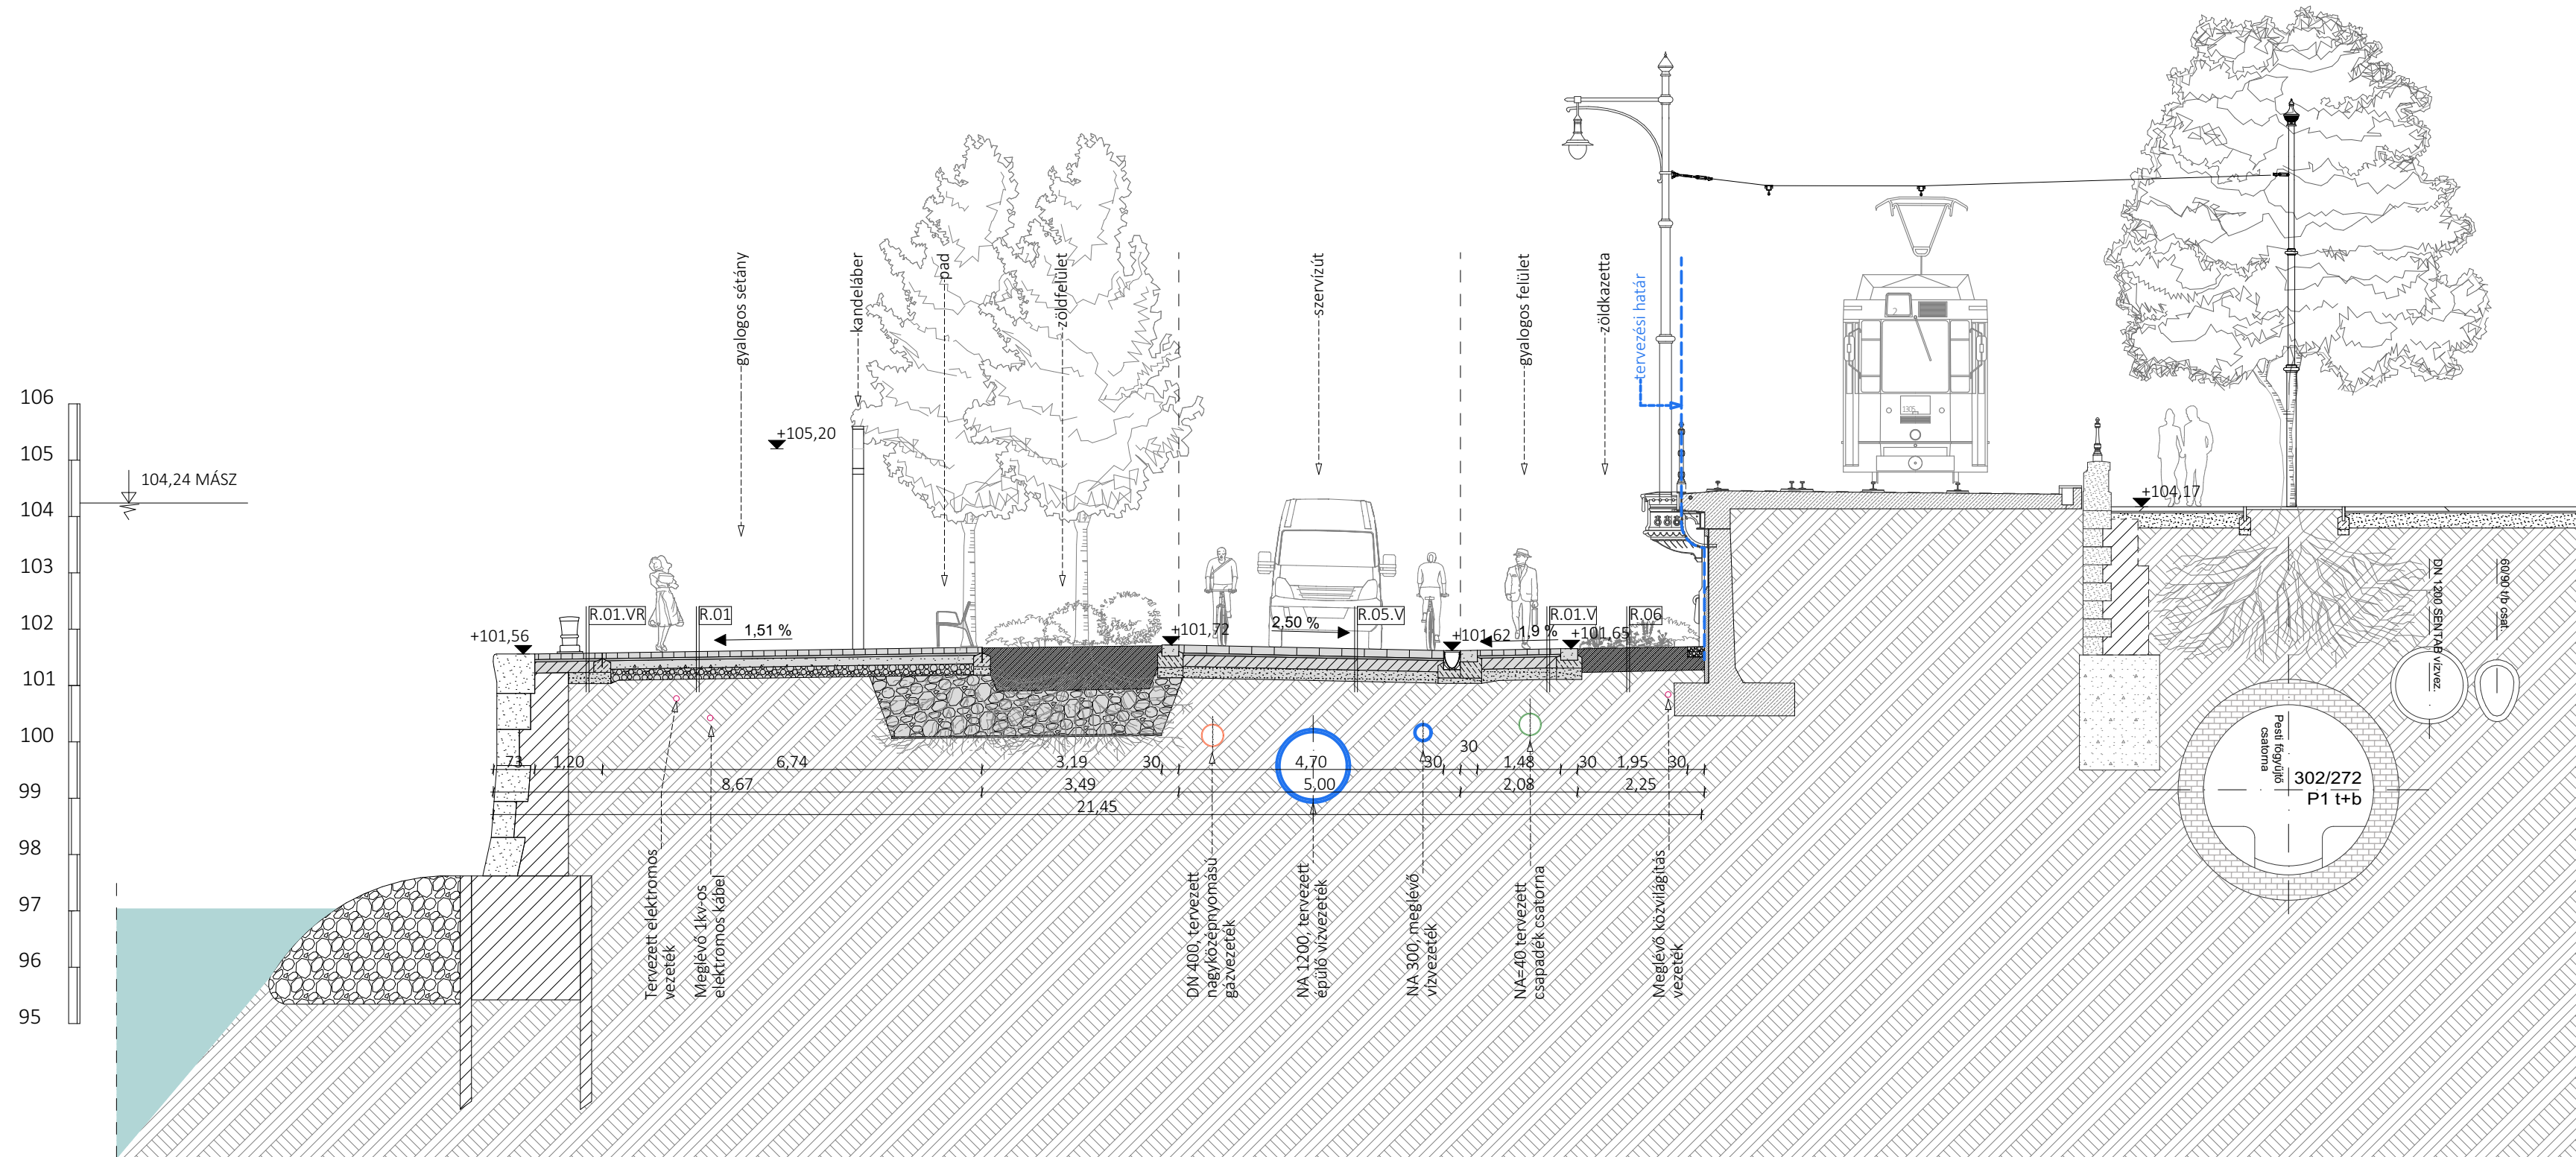 gyalogos sétány
kandeláber
pad
zöldfelület
szervízút
gyalogos felület
zöldkazetta
tervezési határ
106
105
104
103
102
101
100
99
98
97
96
95
104,24 MÁSZ
+105,20
2
1305
+104,17
+101,56
R.01.VR
R.01
1,51 %
+101,72
2,50 %
R.05.V
+101,62
1,9 %
R.01.V
+101,65
R.06
DN 1200 SENTAB vízvez.
60/90 t/b csat.
Pesti főgyűjtő
csatorna
302/272
P1 t+b
73
1,20
6,74
3,19
30
4,70
30
30
1,48
30
1,95
30
8,67
3,49
5,00
2,08
2,25
21,45
Tervezett elektromos
vezeték
Meglévő 1kv-os
elektromos kábel
DN 400, tervezett
nagyközépnyomású
gázvezeték
NA 1200, tervezett
épülő vízvezeték
NA 300, meglévő
vízvezeték
NA=40 tervezett
csapadék csatorna
Meglévő közvilágítás
vezeték